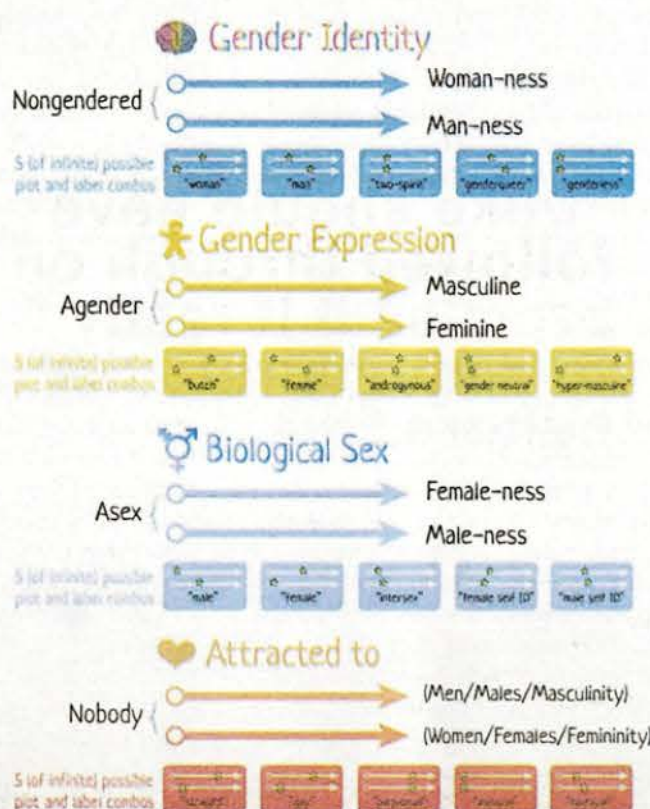 Gender Identity
Nongendered
Woman-ness
Man-ness
5 (of infinite) possible
plot and label combos
"woman" "man" "two-spirit" "genderqueer" "genderless"
Gender Expression
Agender
Masculine
Feminine
5 (of infinite) possible
plot and label combos
"butch" "femme" "androgynous" "gender neutral" "hyper-masculine"
Biological Sex
Asex
Female-ness
Male-ness
5 (of infinite) possible
plot and label combos
"male" "female" "intersex" "female self ID" "male self ID"
Attracted to
Nobody
(Men/Males/Masculinity)
(Women/Females/Femininity)
5 (of infinite) possible
plot and label combos
"straight" "gay" "pansexual" "asexual"